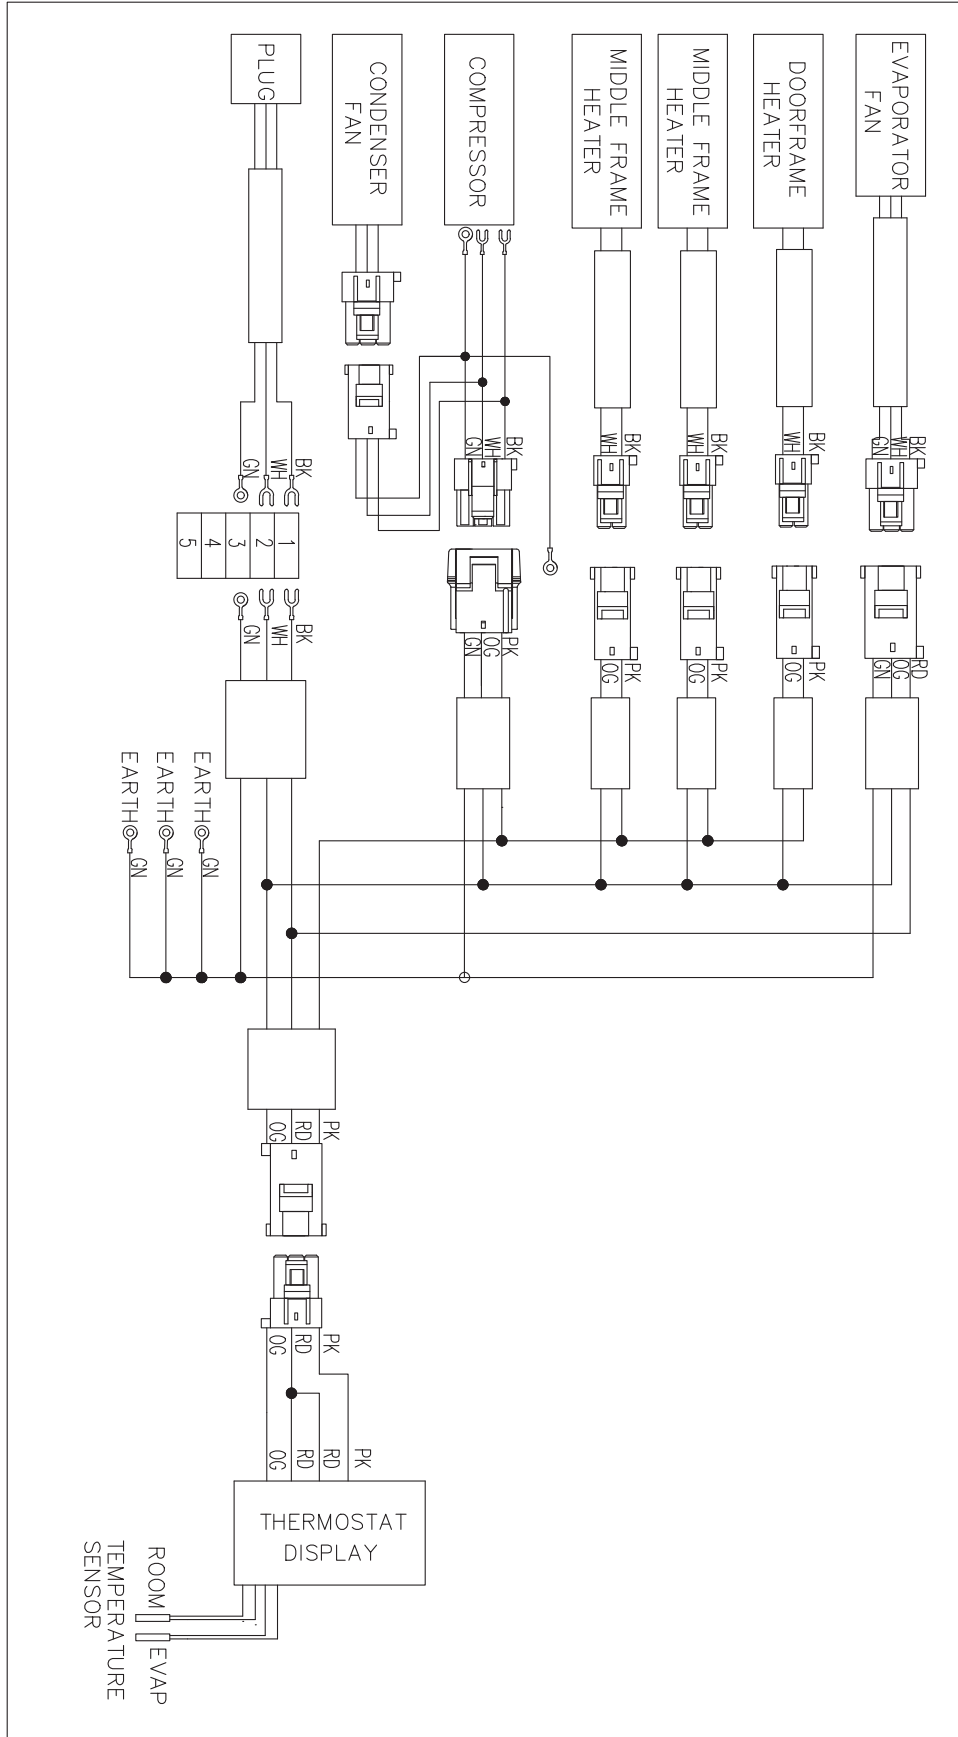 PLUG
CONDENSER
FAN
COMPRESSOR
MIDDLE FRAME
HEATER
MIDDLE FRAME
HEATER
DOORFRAME
HEATER
EVAPORATOR
FAN
GN
WH
BK
GN
WH
BK
WH
BK
WH
BK
WH
BK
GN
WH
BK
5
4
3
2
1
GN
WH
BK
GN
OG
PK
OG
PK
OG
PK
OG
PK
GN
OG
RD
EARTH
GN
EARTH
GN
EARTH
GN
OG
RD
PK
OG
RD
PK
OG
RD
RD
PK
THERMOSTAT
DISPLAY
ROOM
EVAP
TEMPERATURE
SENSOR